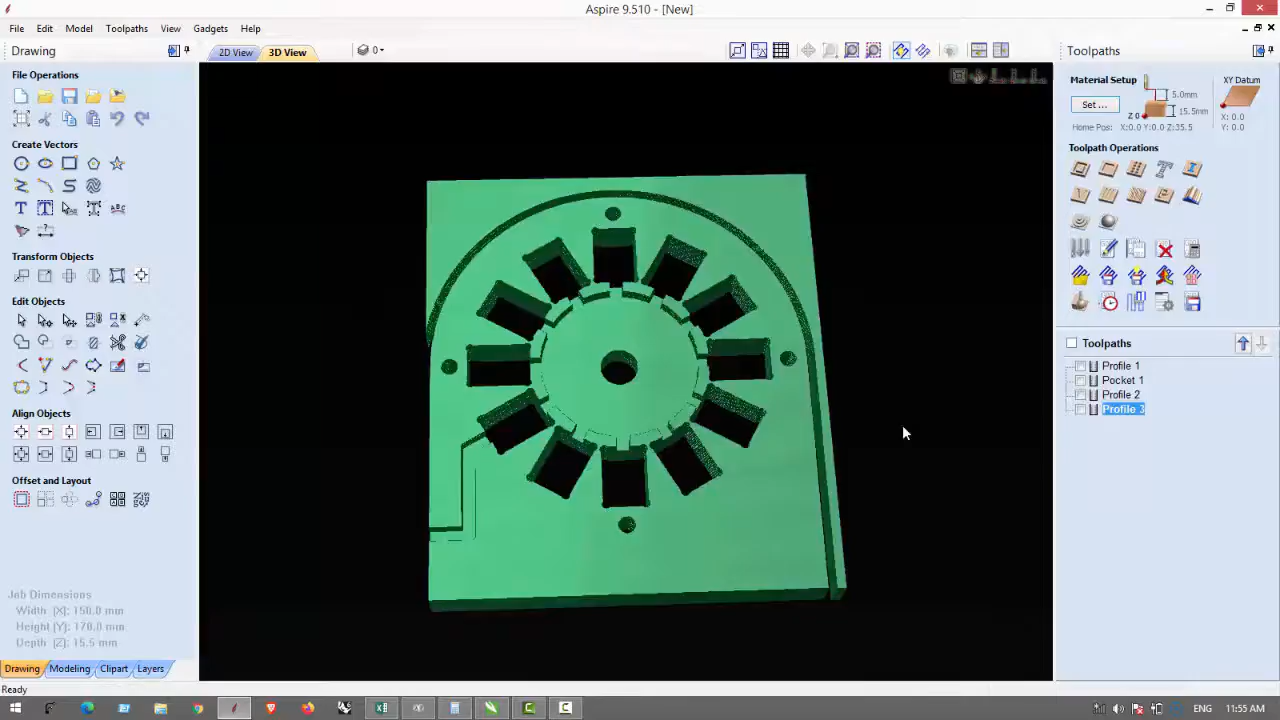 Aspire 9.510 - [New]
File Edit Model Toolpaths View Gadgets Help
Drawing
2D View 3D View 0
Toolpaths
File Operations
Create Vectors
Transform Objects
Edit Objects
Align Objects
Offset and Layout
Job Dimensions
Width (X): 150.0 mm
Height (Y): 170.0 mm
Depth (Z): 15.5 mm
Drawing Modeling Clipart Layers
Ready
Material Setup
XY Datum
Set ...
5.0mm
Z 0
15.5mm
X: 0.0
Y: 0.0
Home Pos: X:0.0 Y:0.0 Z:35.5
Toolpath Operations
Toolpaths
Profile 1
Pocket 1
Profile 2
Profile 3
ENG 11:55 AM